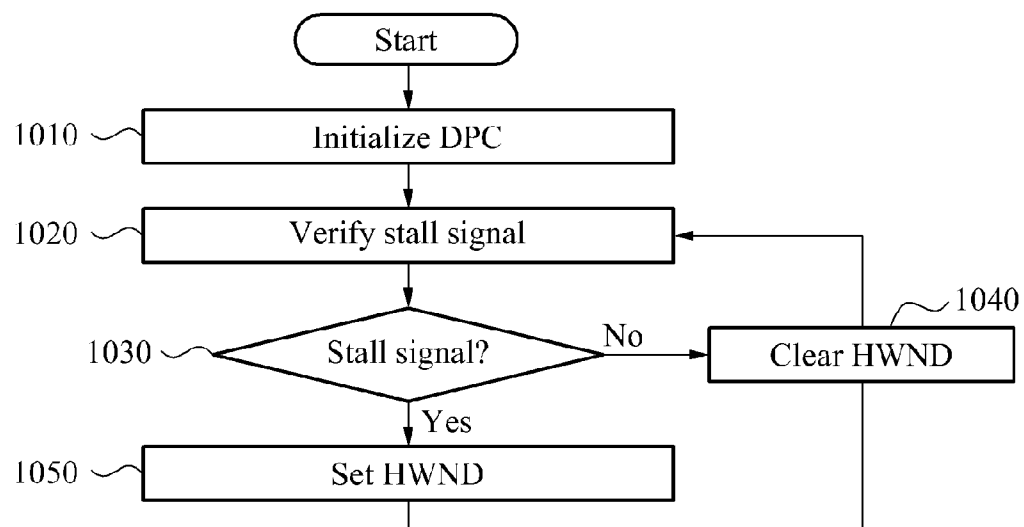 Start
1010
Initialize DPC
1020
Verify stall signal
1040
1030
Stall signal?
No
Clear HWND
Yes
1050
Set HWND